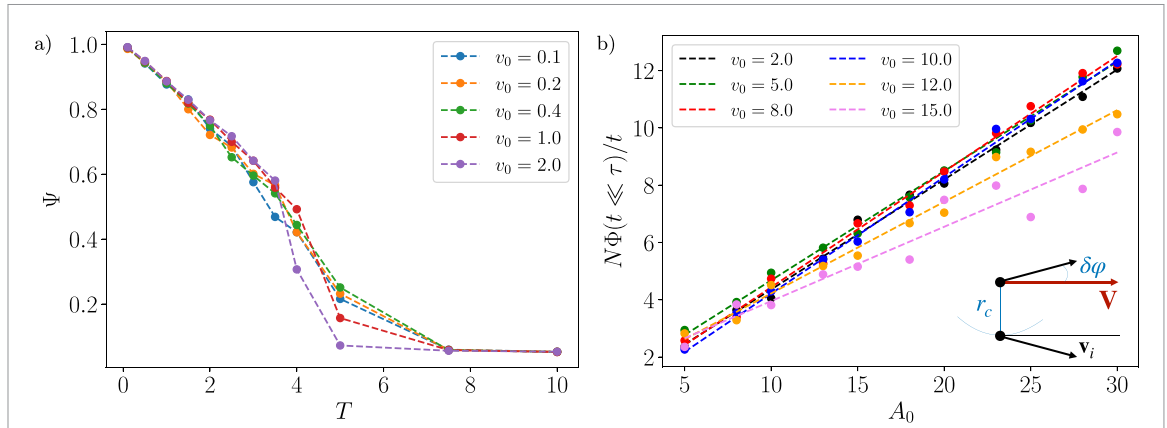 a)
1.0
0.8
0.6
0.4
0.2
Ψ
0
2
4
6
8
10
T
v₀ = 0.1
v₀ = 0.2
v₀ = 0.4
v₀ = 1.0
v₀ = 2.0
b)
12
10
8
6
4
2
NΦ(t ≪ τ)/t
5
10
15
20
25
30
A₀
v₀ = 2.0
v₀ = 5.0
v₀ = 8.0
v₀ = 10.0
v₀ = 12.0
v₀ = 15.0
δφ
r_c
V
v_i